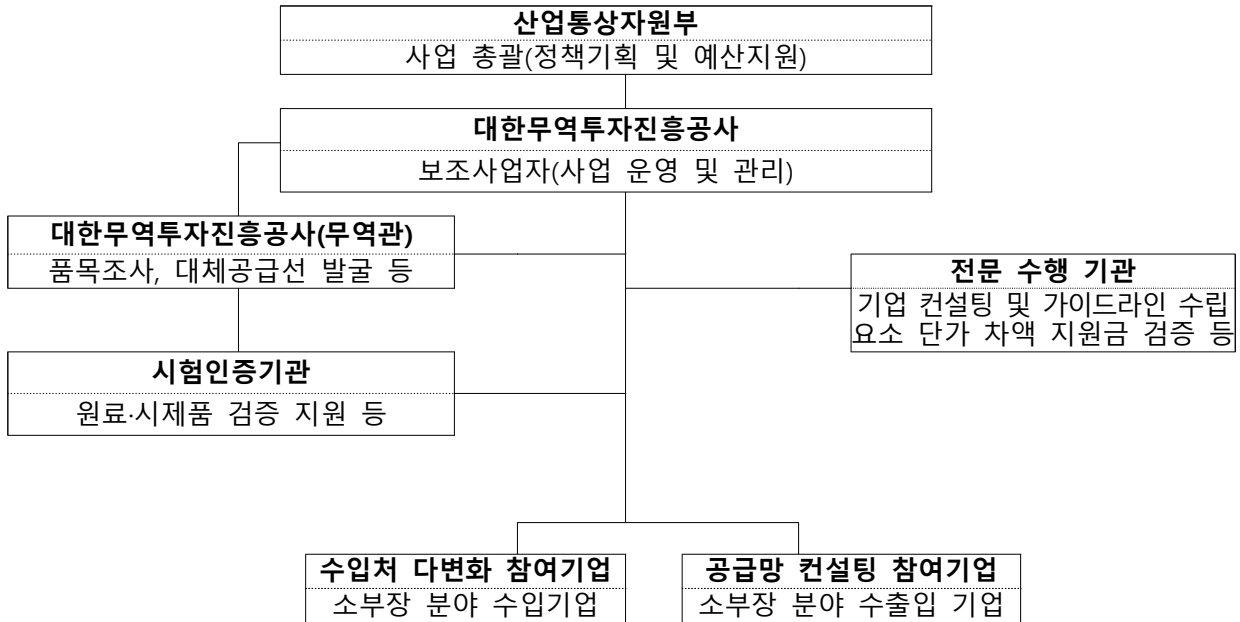 산업통상자원부
사업 총괄(정책기획 및 예산지원)
대한무역투자진흥공사
보조사업자(사업 운영 및 관리)
대한무역투자진흥공사(무역관)
품목조사, 대체공급선 발굴 등
전문 수행 기관
기업 컨설팅 및 가이드라인 수립
요소 단가 차액 지원금 검증 등
시험인증기관
원료·시제품 검증 지원 등
수입처 다변화 참여기업
소부장 분야 수입기업
공급망 컨설팅 참여기업
소부장 분야 수출입 기업